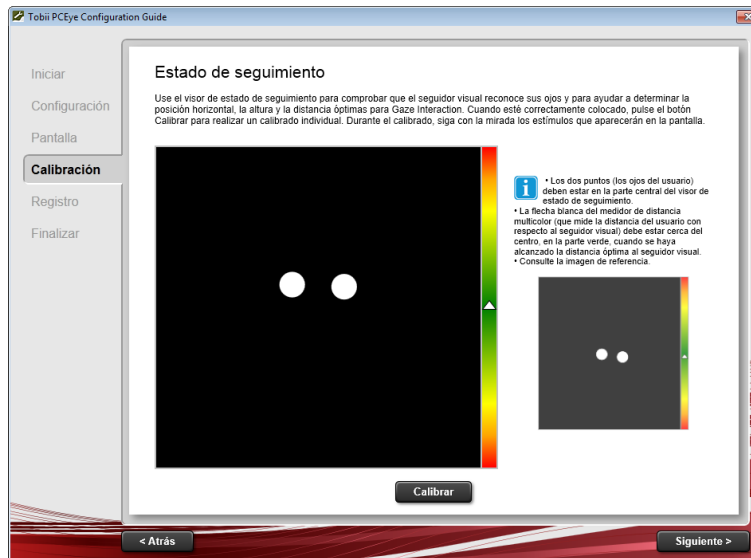 Tobii PCEye Configuration Guide
Iniciar
Configuración
Pantalla
Calibración
Registro
Finalizar
Estado de seguimiento
Use el visor de estado de seguimiento para comprobar que el seguidor visual reconoce sus ojos y para ayudar a determinar la
posición horizontal, la altura y la distancia óptimas para Gaze Interaction. Cuando esté correctamente colocado, pulse el botón
Calibrar para realizar un calibrado individual. Durante el calibrado, siga con la mirada los estímulos que aparecerán en la pantalla.
i
• Los dos puntos (los ojos del usuario)
deben estar en la parte central del visor de
estado de seguimiento.
• La flecha blanca del medidor de distancia
multicolor (que mide la distancia del usuario con
respecto al seguidor visual) debe estar cerca del
centro, en la parte verde, cuando se haya
alcanzado la distancia óptima al seguidor visual.
• Consulte la imagen de referencia.
Calibrar
< Atrás
Siguiente >